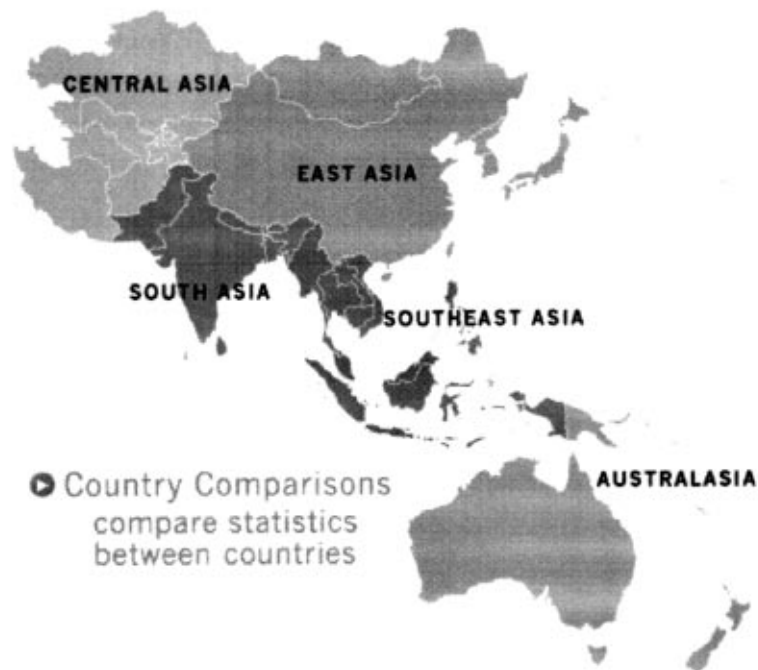 CENTRAL ASIA
EAST ASIA
SOUTH ASIA
SOUTHEAST ASIA
AUSTRALASIA
Country Comparisons
compare statistics
between countries